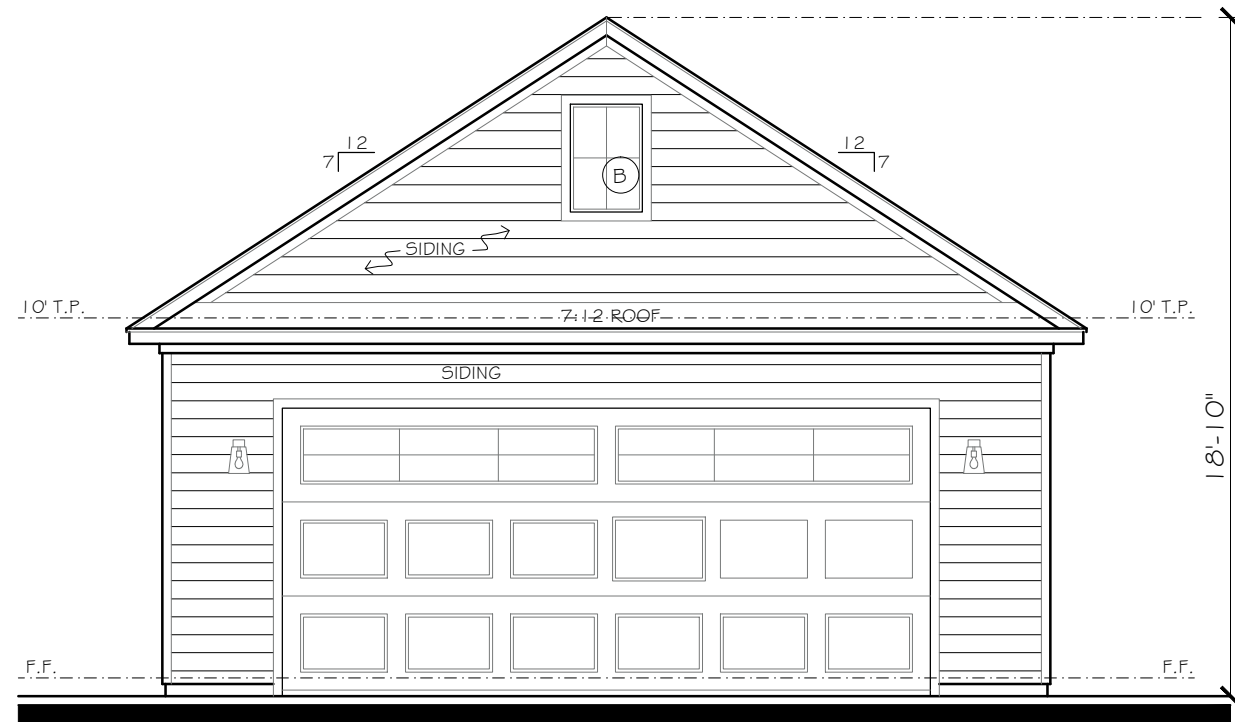 12
7
12
7
B
SIDING
10' T.P.
10' T.P.
7:12 ROOF
SIDING
18'-10"
F.F.
F.F.